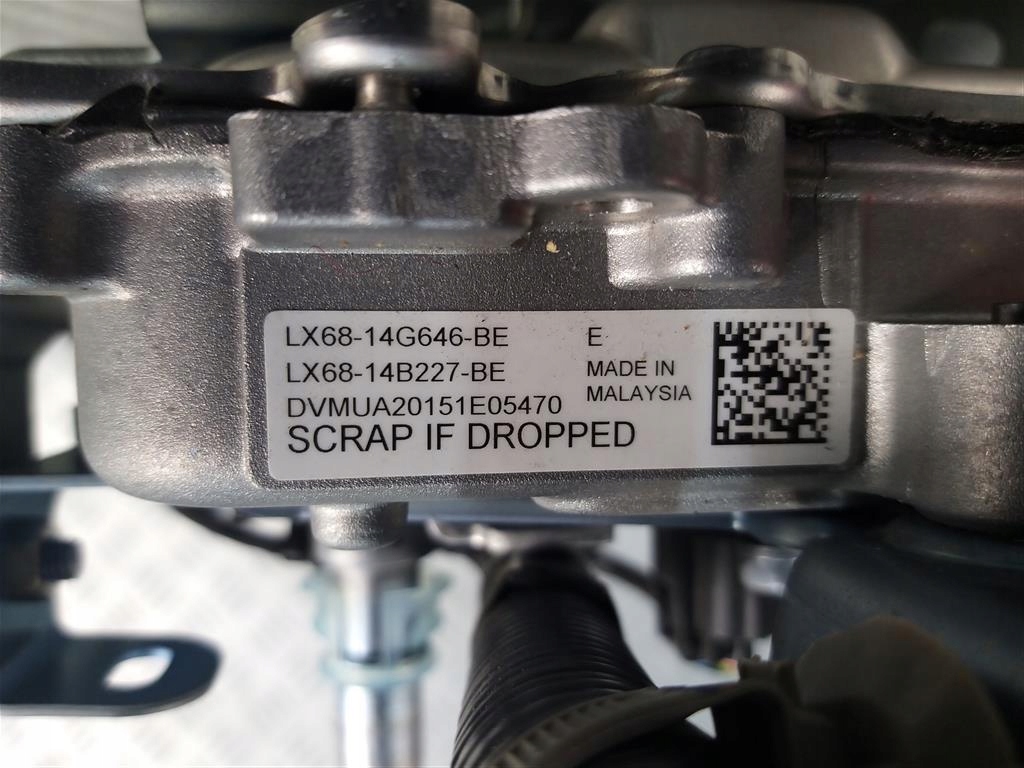 LX68-14G646-BE E
LX68-14B227-BE MADE IN
MALAYSIA
DVMUA20151E05470
SCRAP IF DROPPED